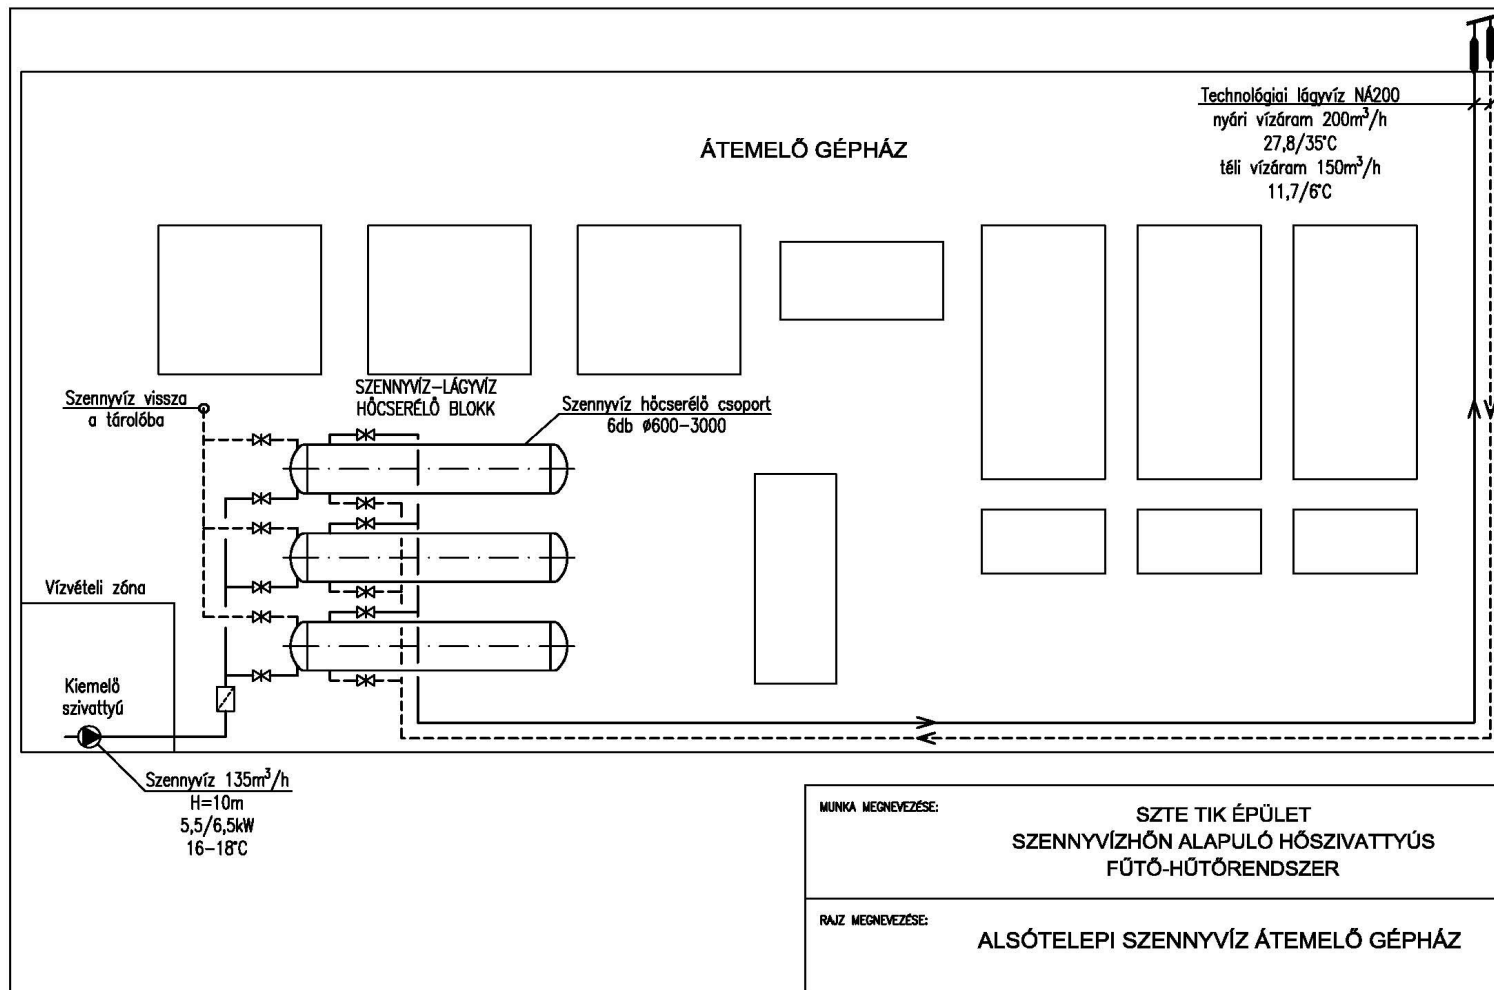 Technológiai lágyvíz NÁ200
nyári vízáram 200m³/h
27,8/35°C
téli vízáram 150m³/h
11,7/6°C
ÁTEMELŐ GÉPHÁZ
SZENNYVÍZ-LÁGYVÍZ
HŐCSERÉLŐ BLOKK
Szennyvíz vissza
a tárolóba
Szennyvíz hőcserélő csoport
6db Ø600-3000
Vízvételi zóna
Kiemelő
szivattyú
Szennyvíz 135m³/h
H=10m
5,5/6,5kW
16-18°C
MUNKA MEGNEVEZÉSE:
SZTE TIK ÉPÜLET
SZENNYVÍZHŐN ALAPULÓ HŐSZIVATTYÚS
FŰTŐ-HŰTŐRENDSZER
RAJZ MEGNEVEZÉSE:
ALSÓTELEPI SZENNYVÍZ ÁTEMELŐ GÉPHÁZ